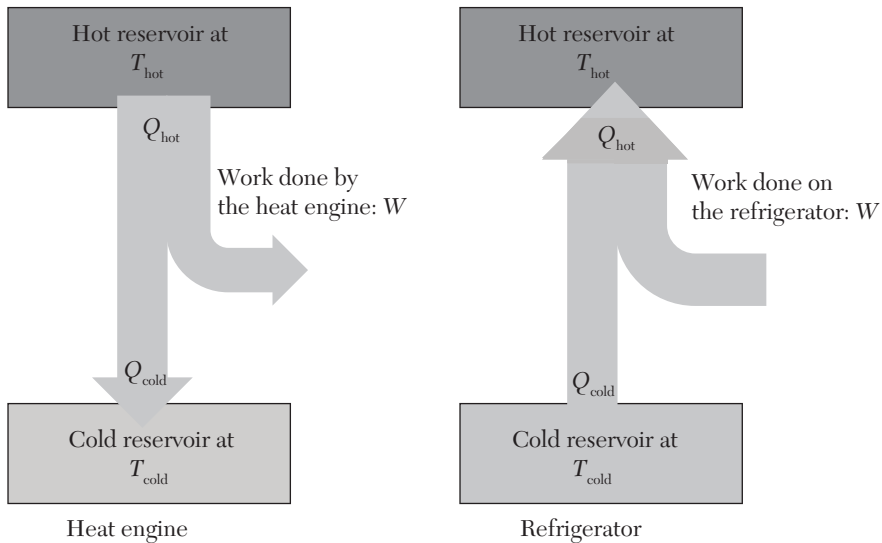 Hot reservoir at
T_hot
Q_hot
Work done by
the heat engine: W
Q_cold
Cold reservoir at
T_cold
Heat engine
Hot reservoir at
T_hot
Q_hot
Work done on
the refrigerator: W
Q_cold
Cold reservoir at
T_cold
Refrigerator